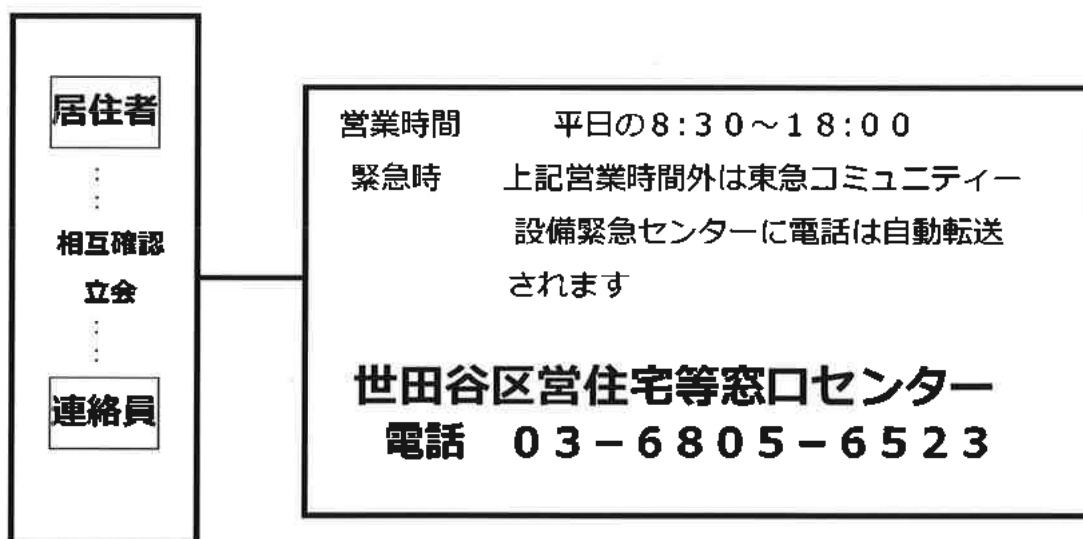 居住者
相互確認
立会
連絡員
営業時間 平日の8:30~18:00
緊急時 上記営業時間外は東急コミュニティー
設備緊急センターに電話は自動転送
されます
世田谷区営住宅等窓口センター
電話 03-6805-6523